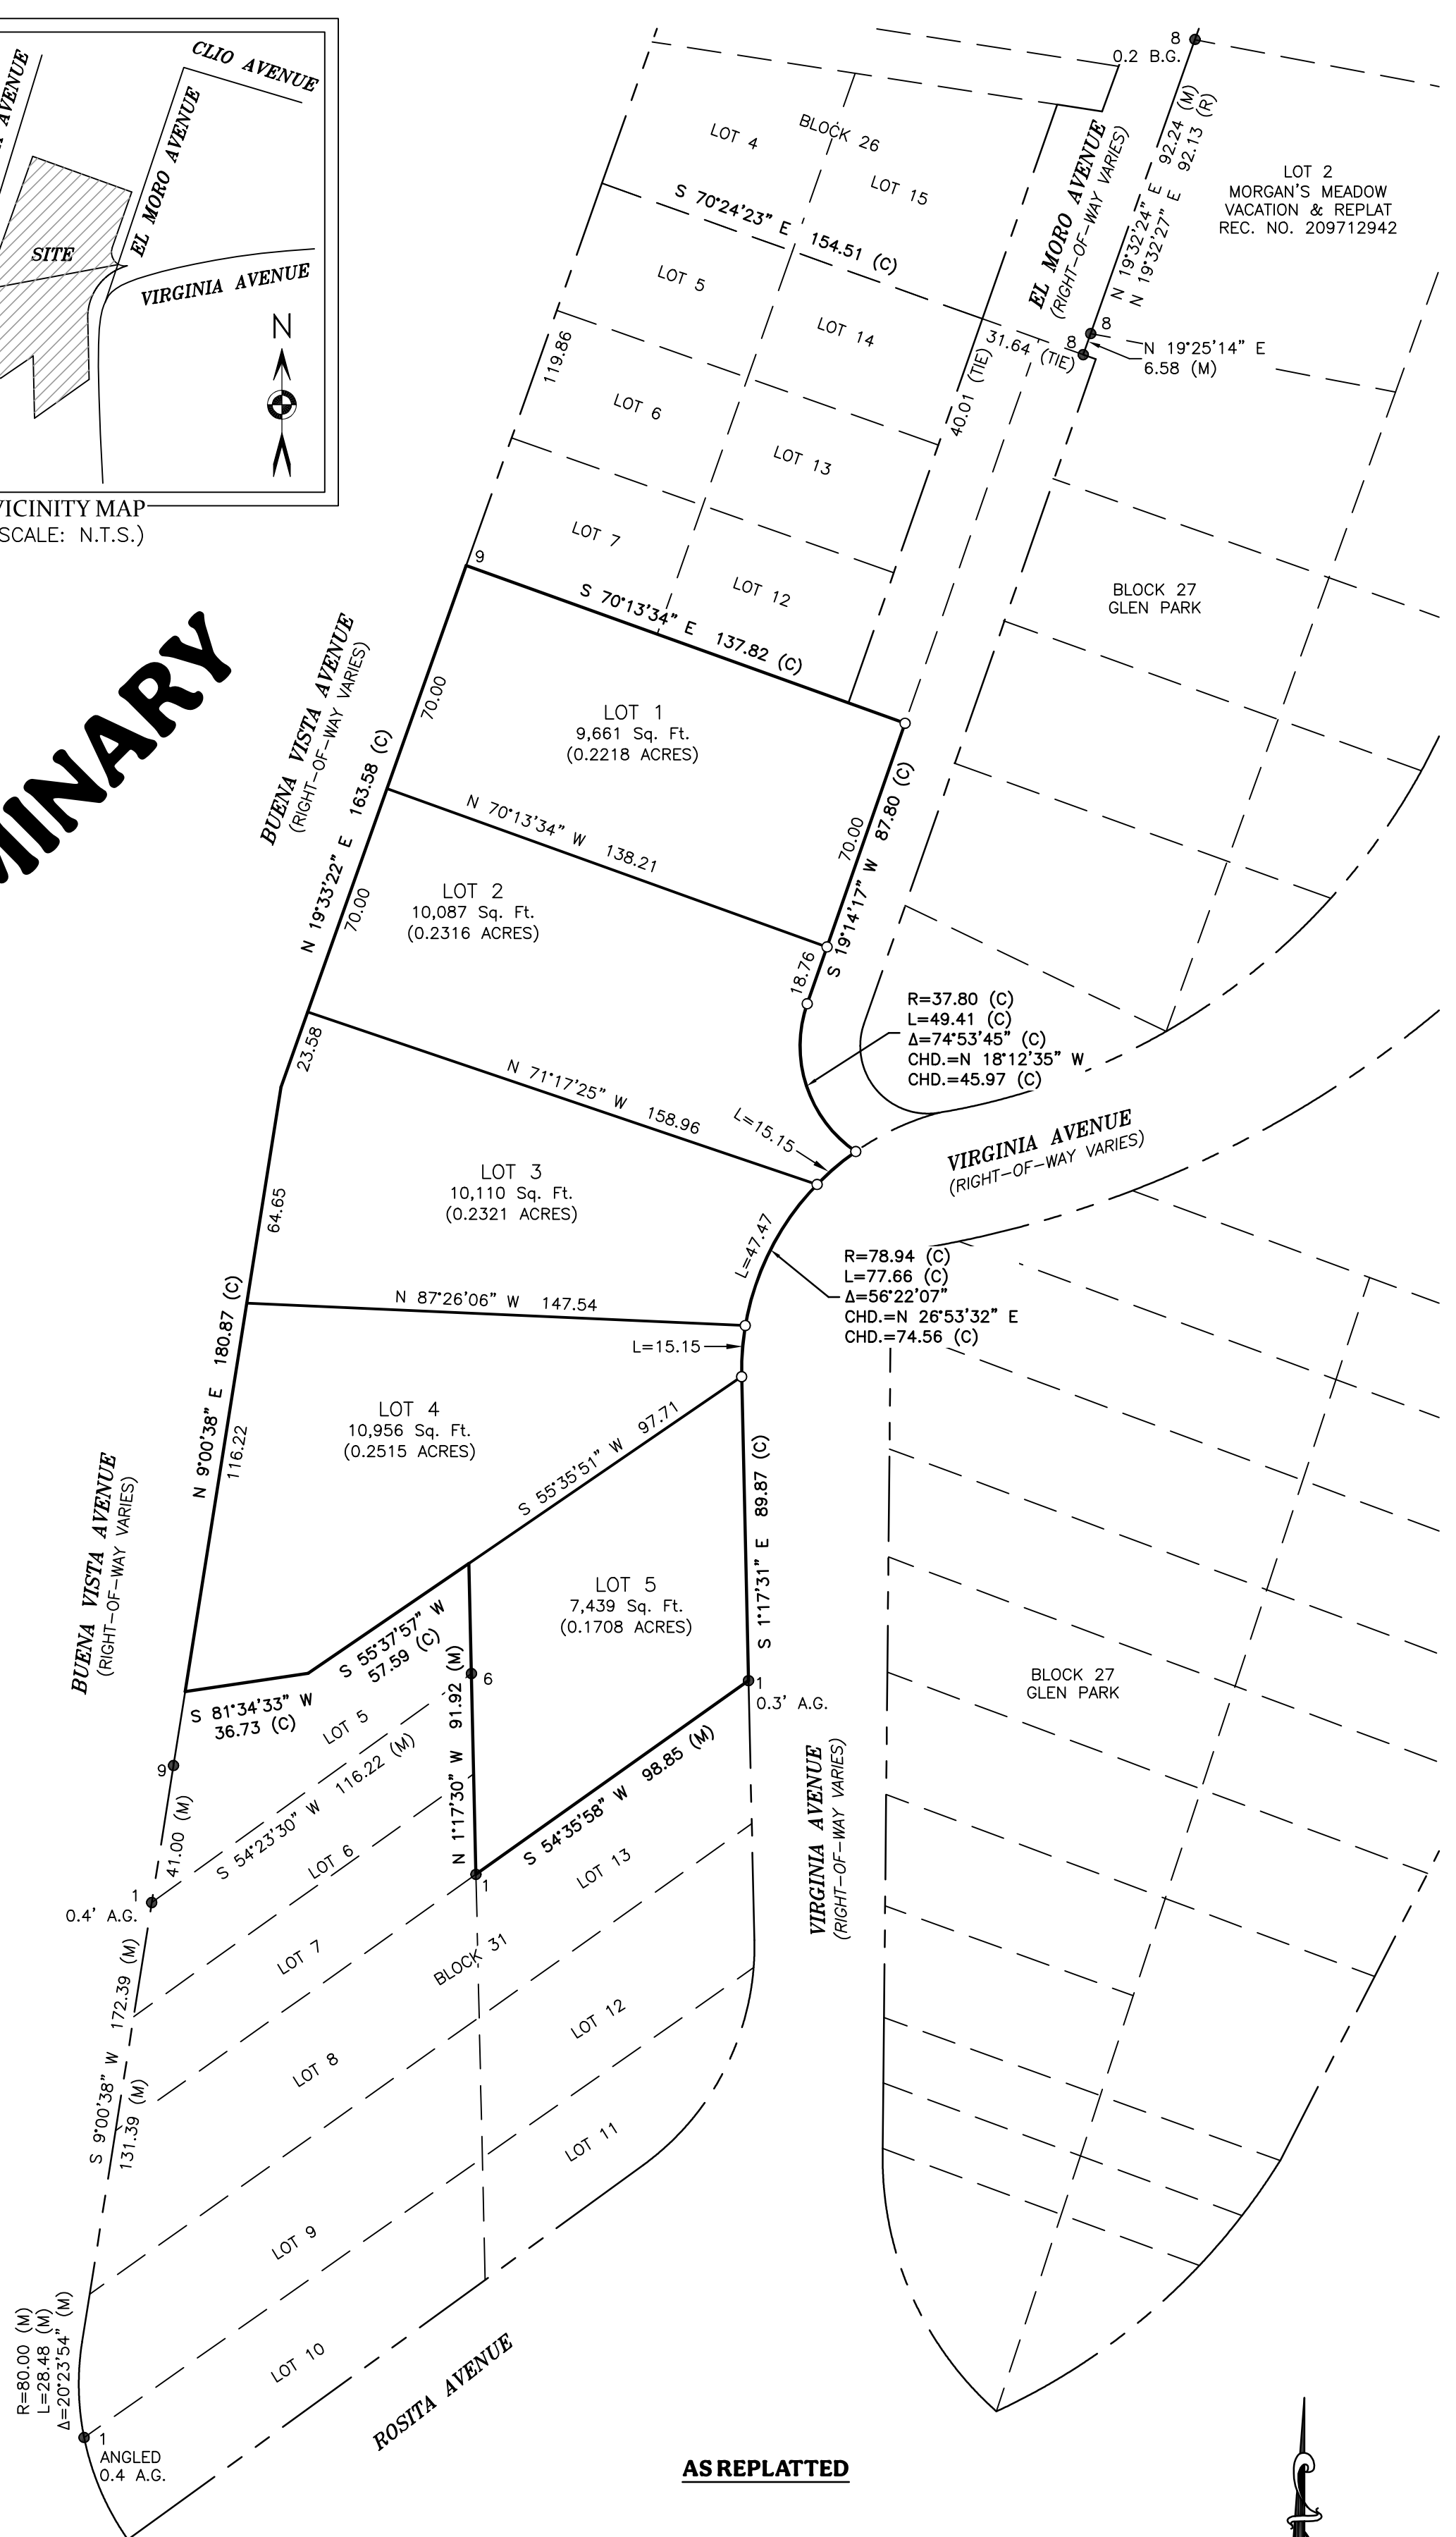 CLIO AVENUE
AVENUE
EL MORO AVENUE
SITE
VIRGINIA AVENUE
N
VICINITY MAP
SCALE: N.T.S.)
MINARY
8
0.2 B.G.
N 19°32'24" E 92.24 (M)
N 19°32'27" E 92.13 (R)
LOT 2
MORGAN'S MEADOW
VACATION & REPLAT
REC. NO. 209712942
EL MORO AVENUE
(RIGHT-OF-WAY VARIES)
BLOCK 26
LOT 4
LOT 15
S 70°24'23" E 154.51 (C)
LOT 5
LOT 14
31.64 (TIE)
8
8
N 19°25'14" E
6.58 (M)
40.01 (TIE)
119.86
LOT 6
LOT 13
LOT 7
LOT 12
9
S 70°13'34" E 137.82 (C)
BLOCK 27
GLEN PARK
BUENA VISTA AVENUE
(RIGHT-OF-WAY VARIES)
70.00
N 19°33'22" E 163.58 (C)
LOT 1
9,661 Sq. Ft.
(0.2218 ACRES)
70.00
S 19°14'17" W 87.80 (C)
N 70°13'34" W 138.21
70.00
LOT 2
10,087 Sq. Ft.
(0.2316 ACRES)
18.76
R=37.80 (C)
L=49.41 (C)
Δ=74°53'45" (C)
CHD.=N 18°12'35" W
CHD.=45.97 (C)
23.58
N 71°17'25" W 158.96
L=15.15
VIRGINIA AVENUE
(RIGHT-OF-WAY VARIES)
LOT 3
10,110 Sq. Ft.
(0.2321 ACRES)
64.65
L=47.47
R=78.94 (C)
L=77.66 (C)
Δ=56°22'07"
CHD.=N 26°53'32" E
CHD.=74.56 (C)
N 87°26'06" W 147.54
L=15.15
N 9°00'38" E 180.87 (C)
116.22
LOT 4
10,956 Sq. Ft.
(0.2515 ACRES)
S 55°35'51" W 97.71
BUENA VISTA AVENUE
(RIGHT-OF-WAY VARIES)
S 1°17'31" E 89.87 (C)
LOT 5
7,439 Sq. Ft.
(0.1708 ACRES)
S 55°37'57" W
57.59 (C)
S 81°34'33" W
36.73 (C)
N 1°17'30" W 91.92 (M)
6
1
0.3' A.G.
BLOCK 27
GLEN PARK
LOT 5
S 54°23'30" W 116.22 (M)
9
41.00 (M)
S 54°35'58" W 98.85 (M)
VIRGINIA AVENUE
(RIGHT-OF-WAY VARIES)
LOT 6
LOT 13
1
1
0.4' A.G.
LOT 7
BLOCK 31
S 9°00'38" W 172.39 (M)
131.39 (M)
LOT 12
LOT 8
LOT 11
LOT 9
LOT 10
R=80.00 (M)
L=28.48 (M)
Δ=20°23'54" (M)
1
ANGLED
0.4 A.G.
ROSITA AVENUE
AS REPLATTED